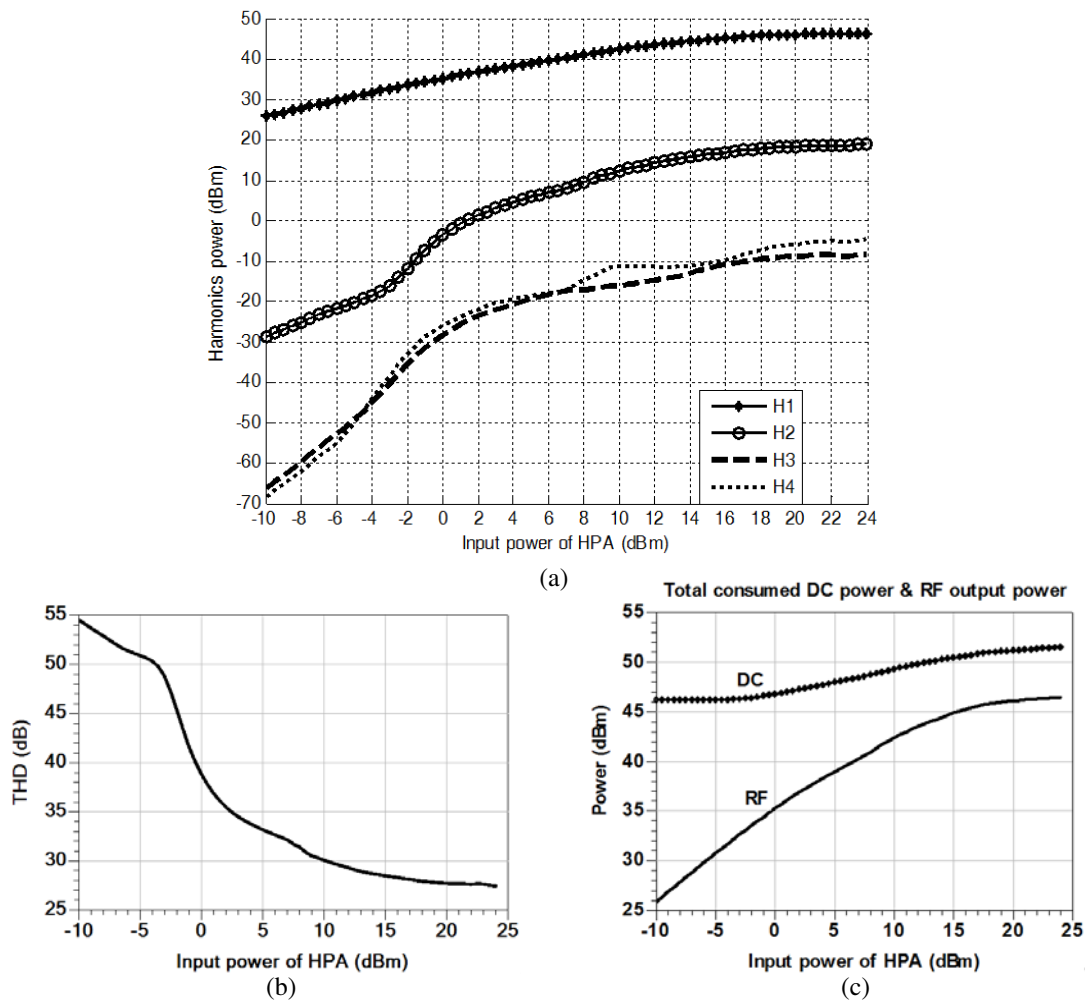 50
40
30
20
10
0
-10
-20
-30
-40
-50
-60
-70
Harmonics power (dBm)
H1
H2
H3
H4
-10 -8 -6 -4 -2 0 2 4 6 8 10 12 14 16 18 20 22 24
Input power of HPA (dBm)
(a)
55
50
45
40
35
30
25
THD (dB)
-10 -5 0 5 10 15 20 25
Input power of HPA (dBm)
(b)
Total consumed DC power & RF output power
55
50
45
40
35
30
25
Power (dBm)
DC
RF
-10 -5 0 5 10 15 20 25
Input power of HPA (dBm)
(c)